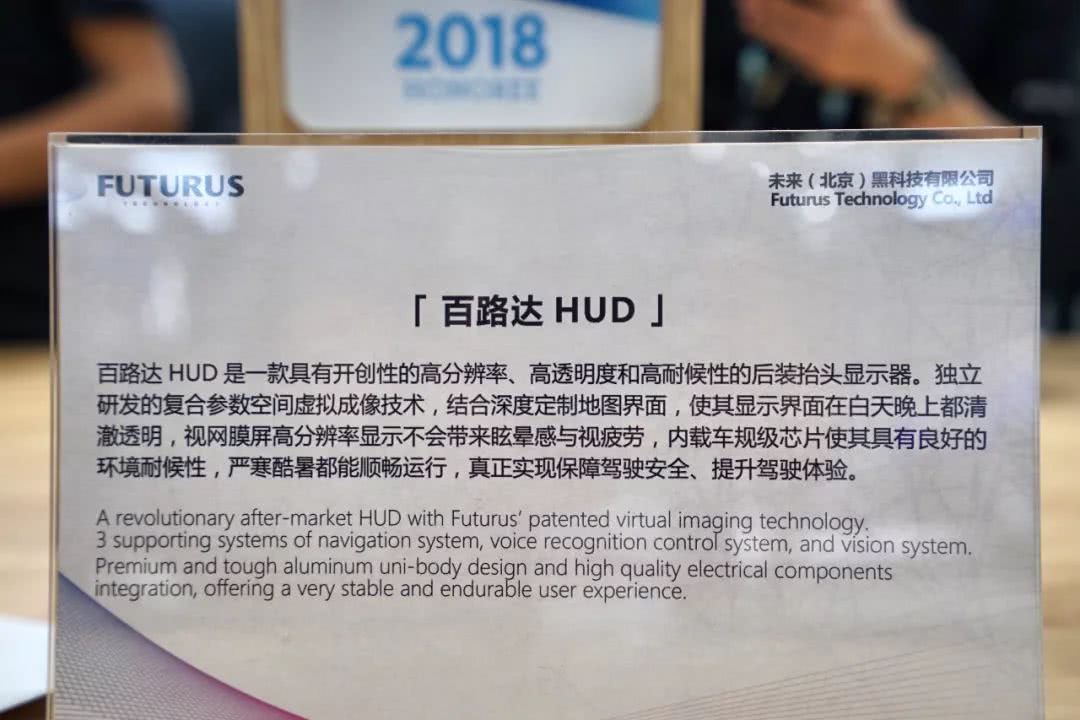 2018
HONOREE
FUTURUS
TECHNOLOGY
未来（北京）黑科技有限公司
Futurus Technology Co., Ltd
「 百路达 HUD 」
百路达 HUD 是一款具有开创性的高分辨率、高透明度和高耐候性的后装抬头显示器。独立
研发的复合参数空间虚拟成像技术，结合深度定制地图界面，使其显示界面在白天晚上都清
澈透明，视网膜屏高分辨率显示不会带来眩晕感与视疲劳，内载车规级芯片使其具有良好的
环境耐候性，严寒酷暑都能顺畅运行，真正实现保障驾驶安全、提升驾驶体验。
A revolutionary after-market HUD with Futurus' patented virtual imaging technology.
3 supporting systems of navigation system, voice recognition control system, and vision system.
Premium and tough aluminum uni-body design and high quality electrical components
integration, offering a very stable and endurable user experience.